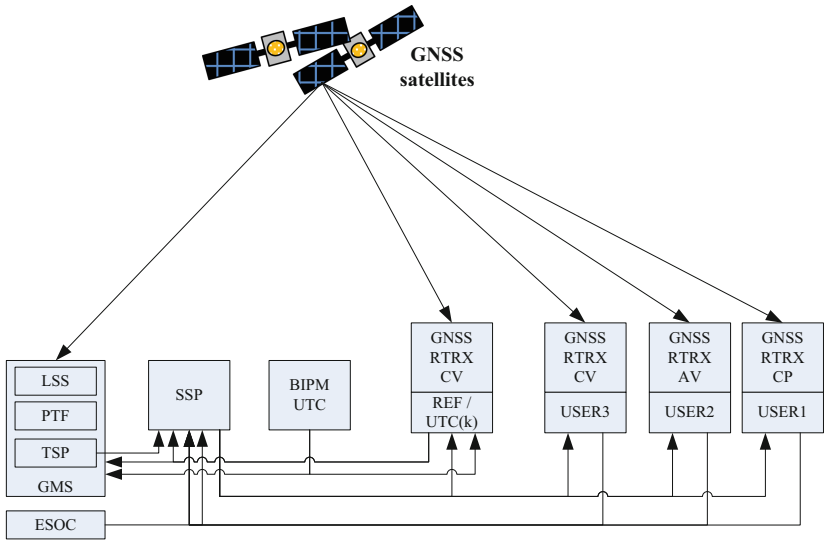 GNSS
satellites
LSS
PTF
TSP
GMS
ESOC
SSP
BIPM
UTC
GNSS
RTRX
CV
REF /
UTC(k)
GNSS
RTRX
CV
USER3
GNSS
RTRX
AV
USER2
GNSS
RTRX
CP
USER1